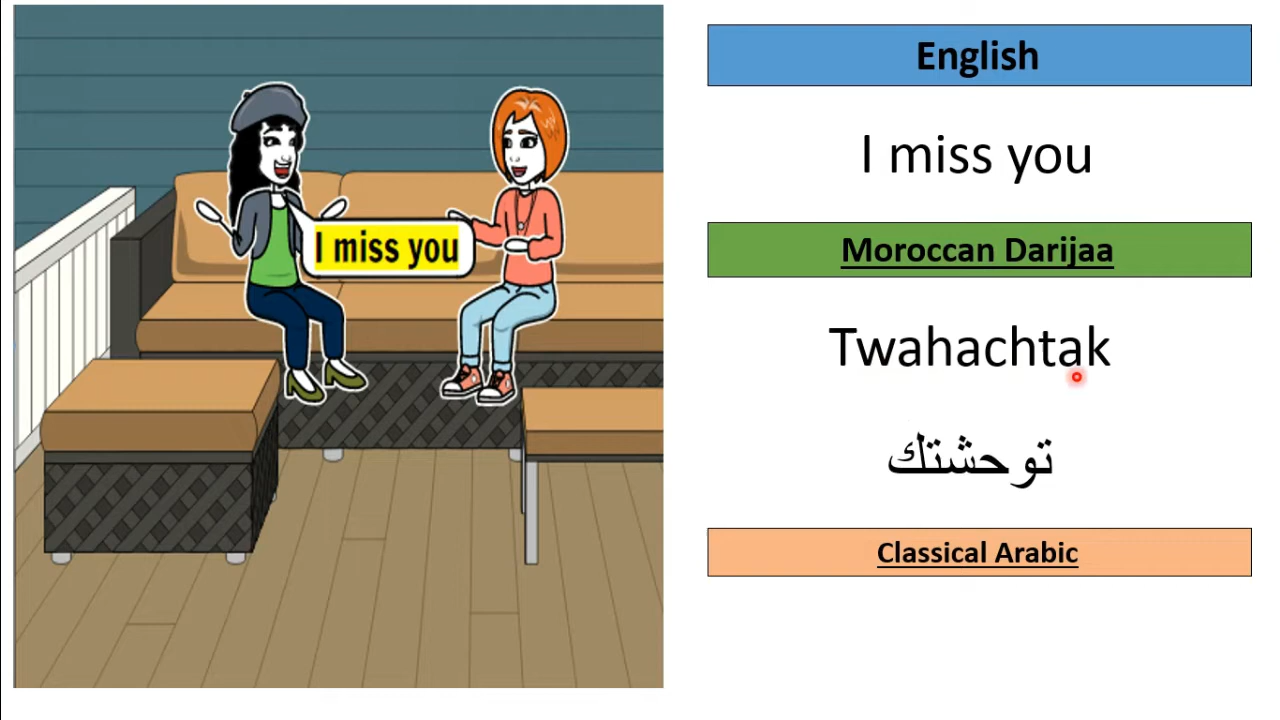 I miss you
English
I miss you
Moroccan Darijaa
Twahachtak
توحشتك
Classical Arabic